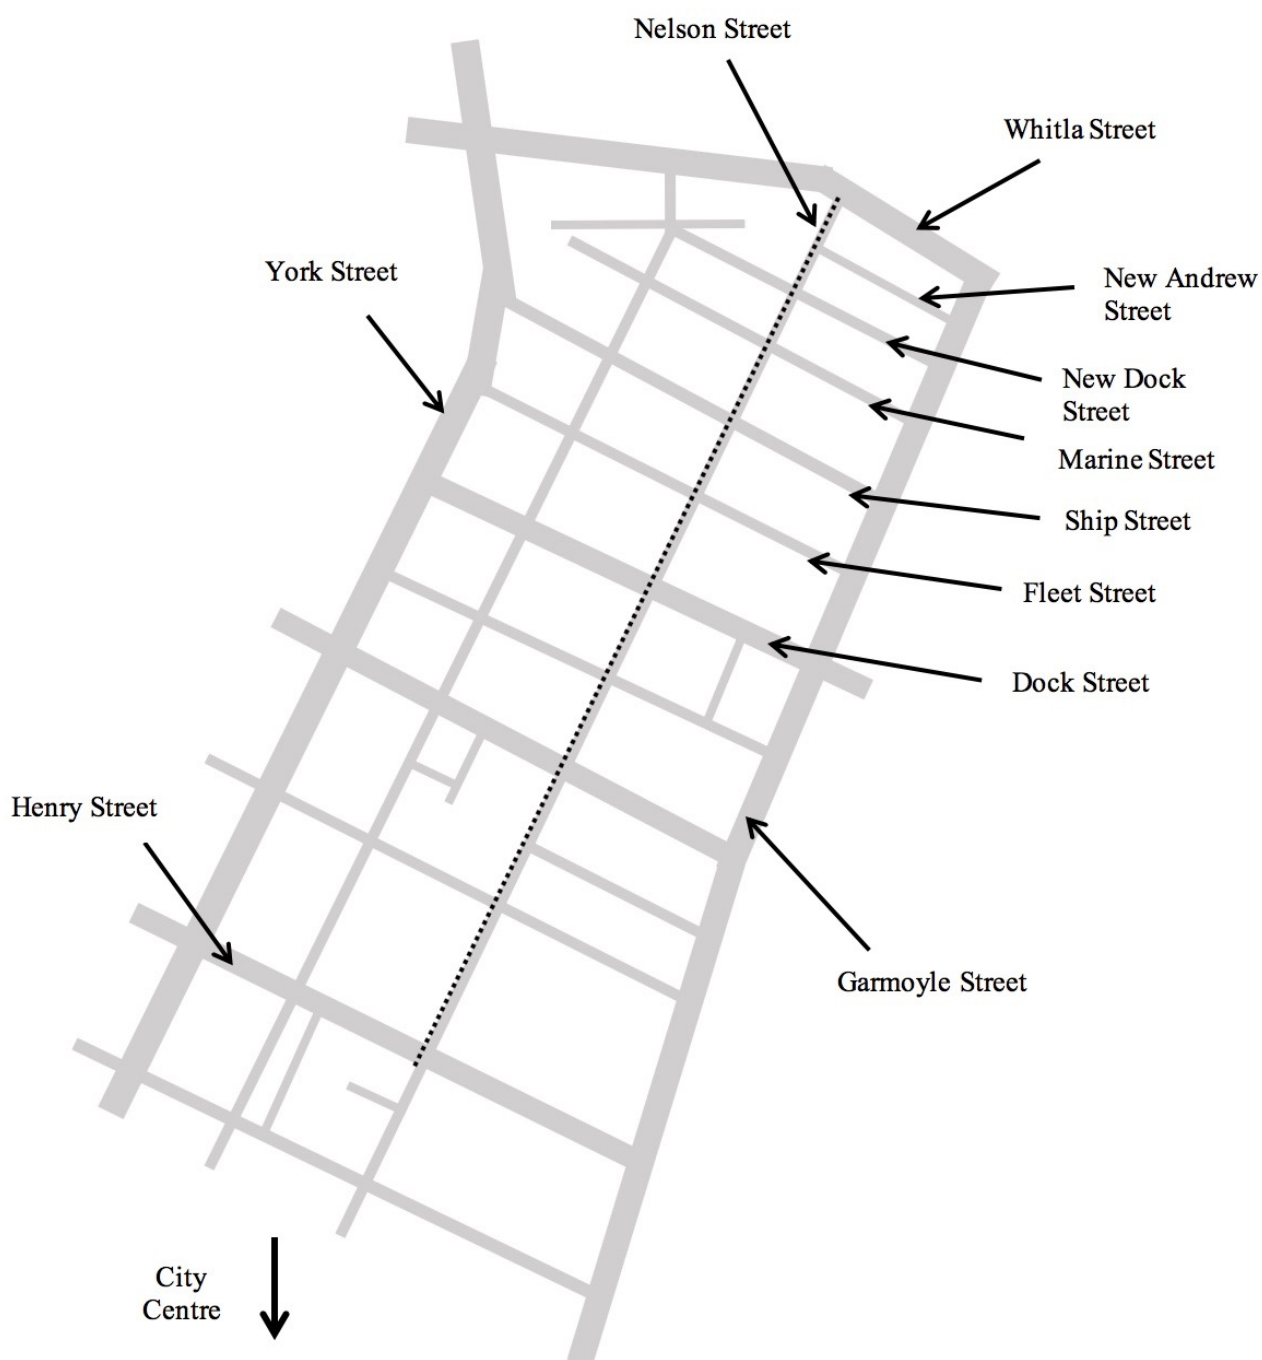 Nelson Street
Whitla Street
York Street
New Andrew
Street
New Dock
Street
Marine Street
Ship Street
Fleet Street
Dock Street
Henry Street
Garmoyle Street
City
Centre